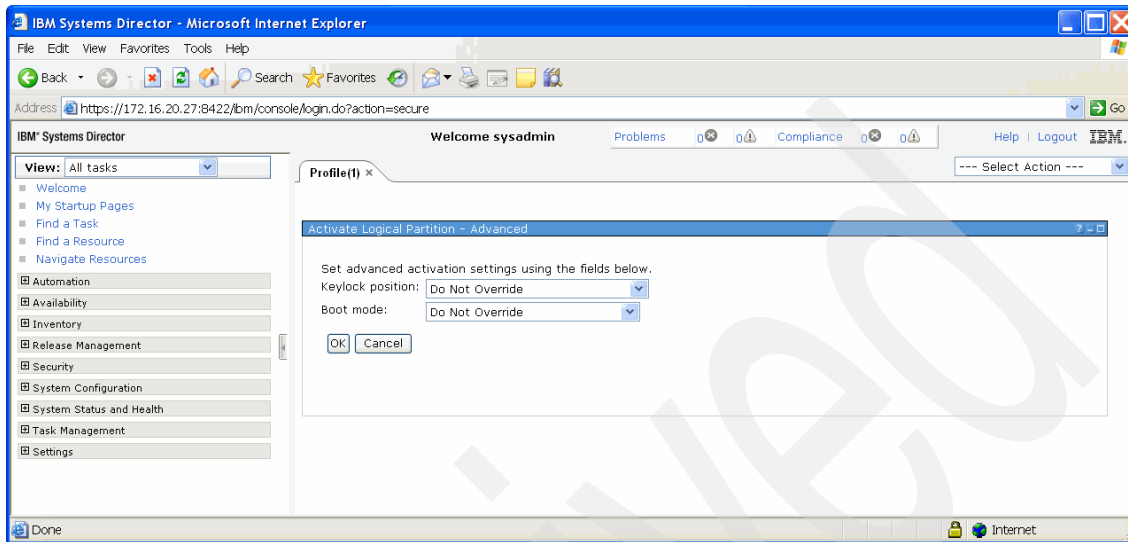 IBM Systems Director - Microsoft Internet Explorer
File Edit View Favorites Tools Help
Back Search Favorites
Address https://172.16.20.27:8422/ibm/console/login.do?action=secure Go
IBM® Systems Director Welcome sysadmin Problems 0 0 Compliance 0 0 Help | Logout IBM.
View: All tasks Profile(1) × --- Select Action ---
Welcome
My Startup Pages
Find a Task
Find a Resource
Navigate Resources
Automation
Availability
Inventory
Release Management
Security
System Configuration
System Status and Health
Task Management
Settings
Activate Logical Partition - Advanced ?
Set advanced activation settings using the fields below.
Keylock position: Do Not Override
Boot mode: Do Not Override
OK Cancel
Done Internet